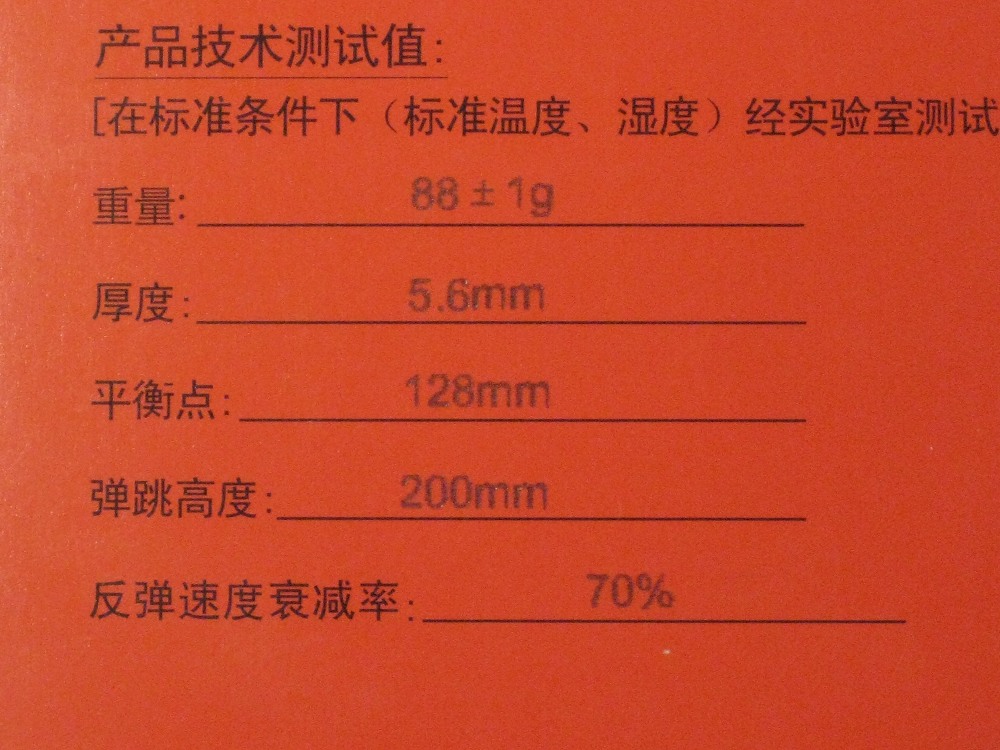 产品技术测试值:
[在标准条件下（标准温度、湿度）经实验室测试
重量: 88±1g
厚度: 5.6mm
平衡点: 128mm
弹跳高度: 200mm
反弹速度衰减率: 70%